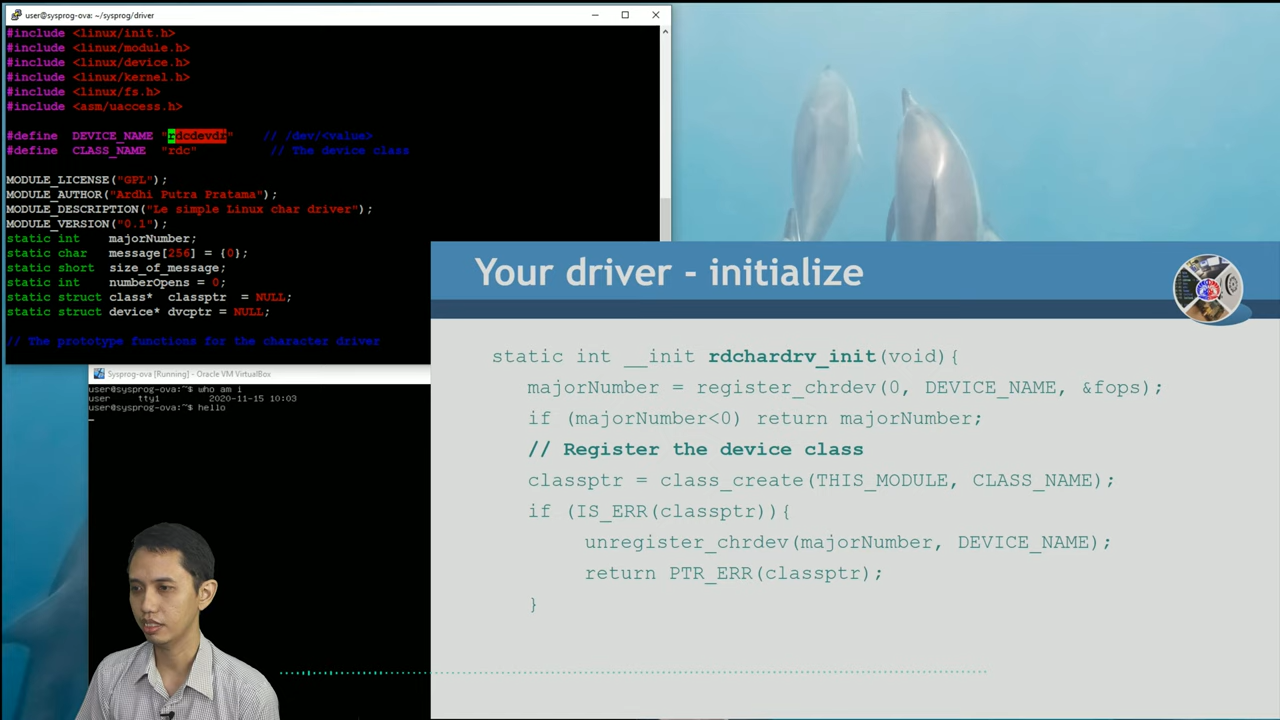 user@sysprog-ova: ~/sysprog/driver
#include <linux/init.h>
#include <linux/module.h>
#include <linux/device.h>
#include <linux/kernel.h>
#include <linux/fs.h>
#include <asm/uaccess.h>
#define  DEVICE_NAME "rdcdevdr"    // /dev/<value>
#define  CLASS_NAME  "rdc"          // The device class
MODULE_LICENSE("GPL");
MODULE_AUTHOR("Ardhi Putra Pratama");
MODULE_DESCRIPTION("Le simple Linux char driver");
MODULE_VERSION("0.1");
static int    majorNumber;
static char   message[256] = {0};
static short  size_of_message;
static int    numberOpens = 0;
static struct class*  classptr  = NULL;
static struct device* dvcptr = NULL;
// The prototype functions for the character driver
Sysprog-ova [Running] - Oracle VM VirtualBox
user@sysprog-ova:~$ who am i
user     tty1         2020-11-15 10:03
user@sysprog-ova:~$ hello
Your driver - initialize
static int __init rdchardrv_init(void){
majorNumber = register_chrdev(0, DEVICE_NAME, &fops);
if (majorNumber<0) return majorNumber;
// Register the device class
classptr = class_create(THIS_MODULE, CLASS_NAME);
if (IS_ERR(classptr)){
unregister_chrdev(majorNumber, DEVICE_NAME);
return PTR_ERR(classptr);
}